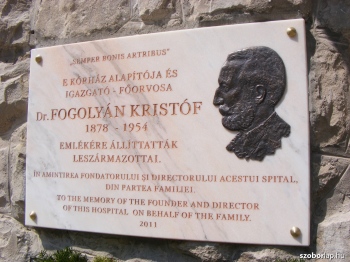 „SEMPER BONIS ARTRIBUS"
E KÓRHÁZ ALAPÍTÓJA ÉS
IGAZGATÓ - FŐORVOSA
Dr. FOGOLYÁN KRISTÓF
1878 - 1954
EMLÉKÉRE ÁLLÍTTATTÁK
LESZÁRMAZOTTAI.
ÎN AMINTIREA FONDATORULUI ȘI DIRECTORULUI ACESTUI SPITAL,
DIN PARTEA FAMILIEI.
TO THE MEMORY OF THE FOUNDER AND DIRECTOR
OF THIS HOSPITAL ON BEHALF OF THE FAMILY.
2011
szoborlap.hu